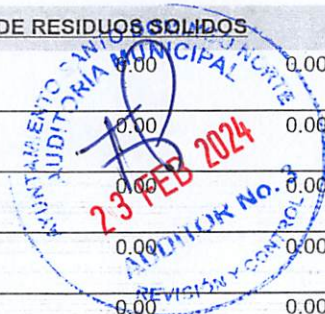 DE RESIDUOS SOLIDOS
0.00 0.00
0.00 0.00
0.00 0.00
0.00 0.00
0.00 0.00
AYUNTAMIENTO SANTO DOMINGO NORTE
AUDITORÍA MUNICIPAL
23 FEB 2024
AUDITOR No. 3
REVISIÓN Y CONTROL